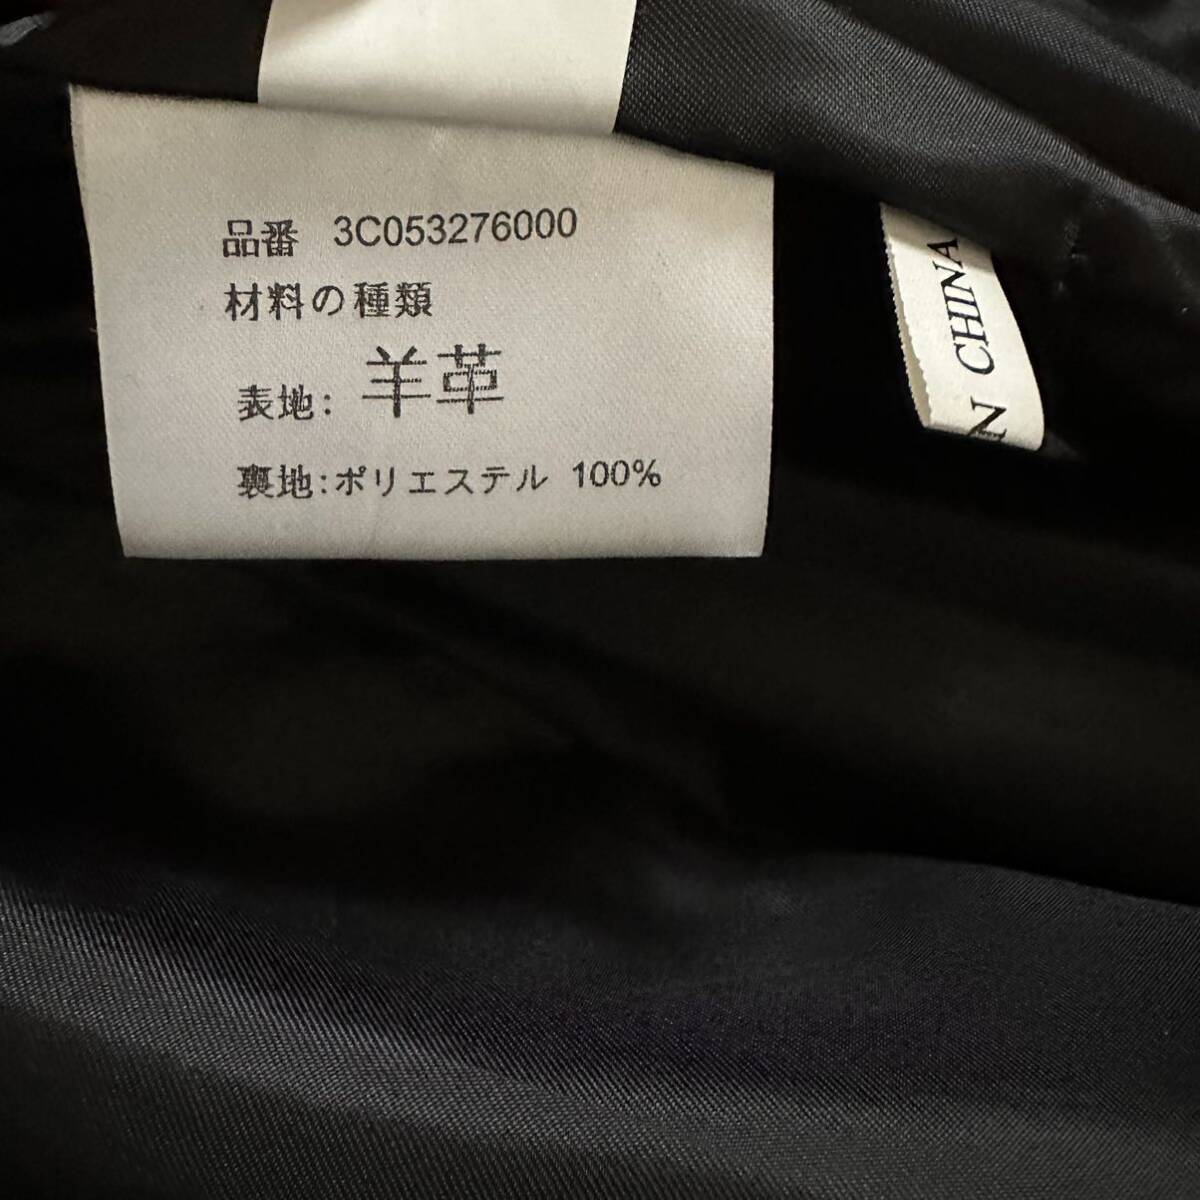 品番 3C053276000
材料の種類
表地: 羊革
裏地:ポリエステル 100%
N CHINA